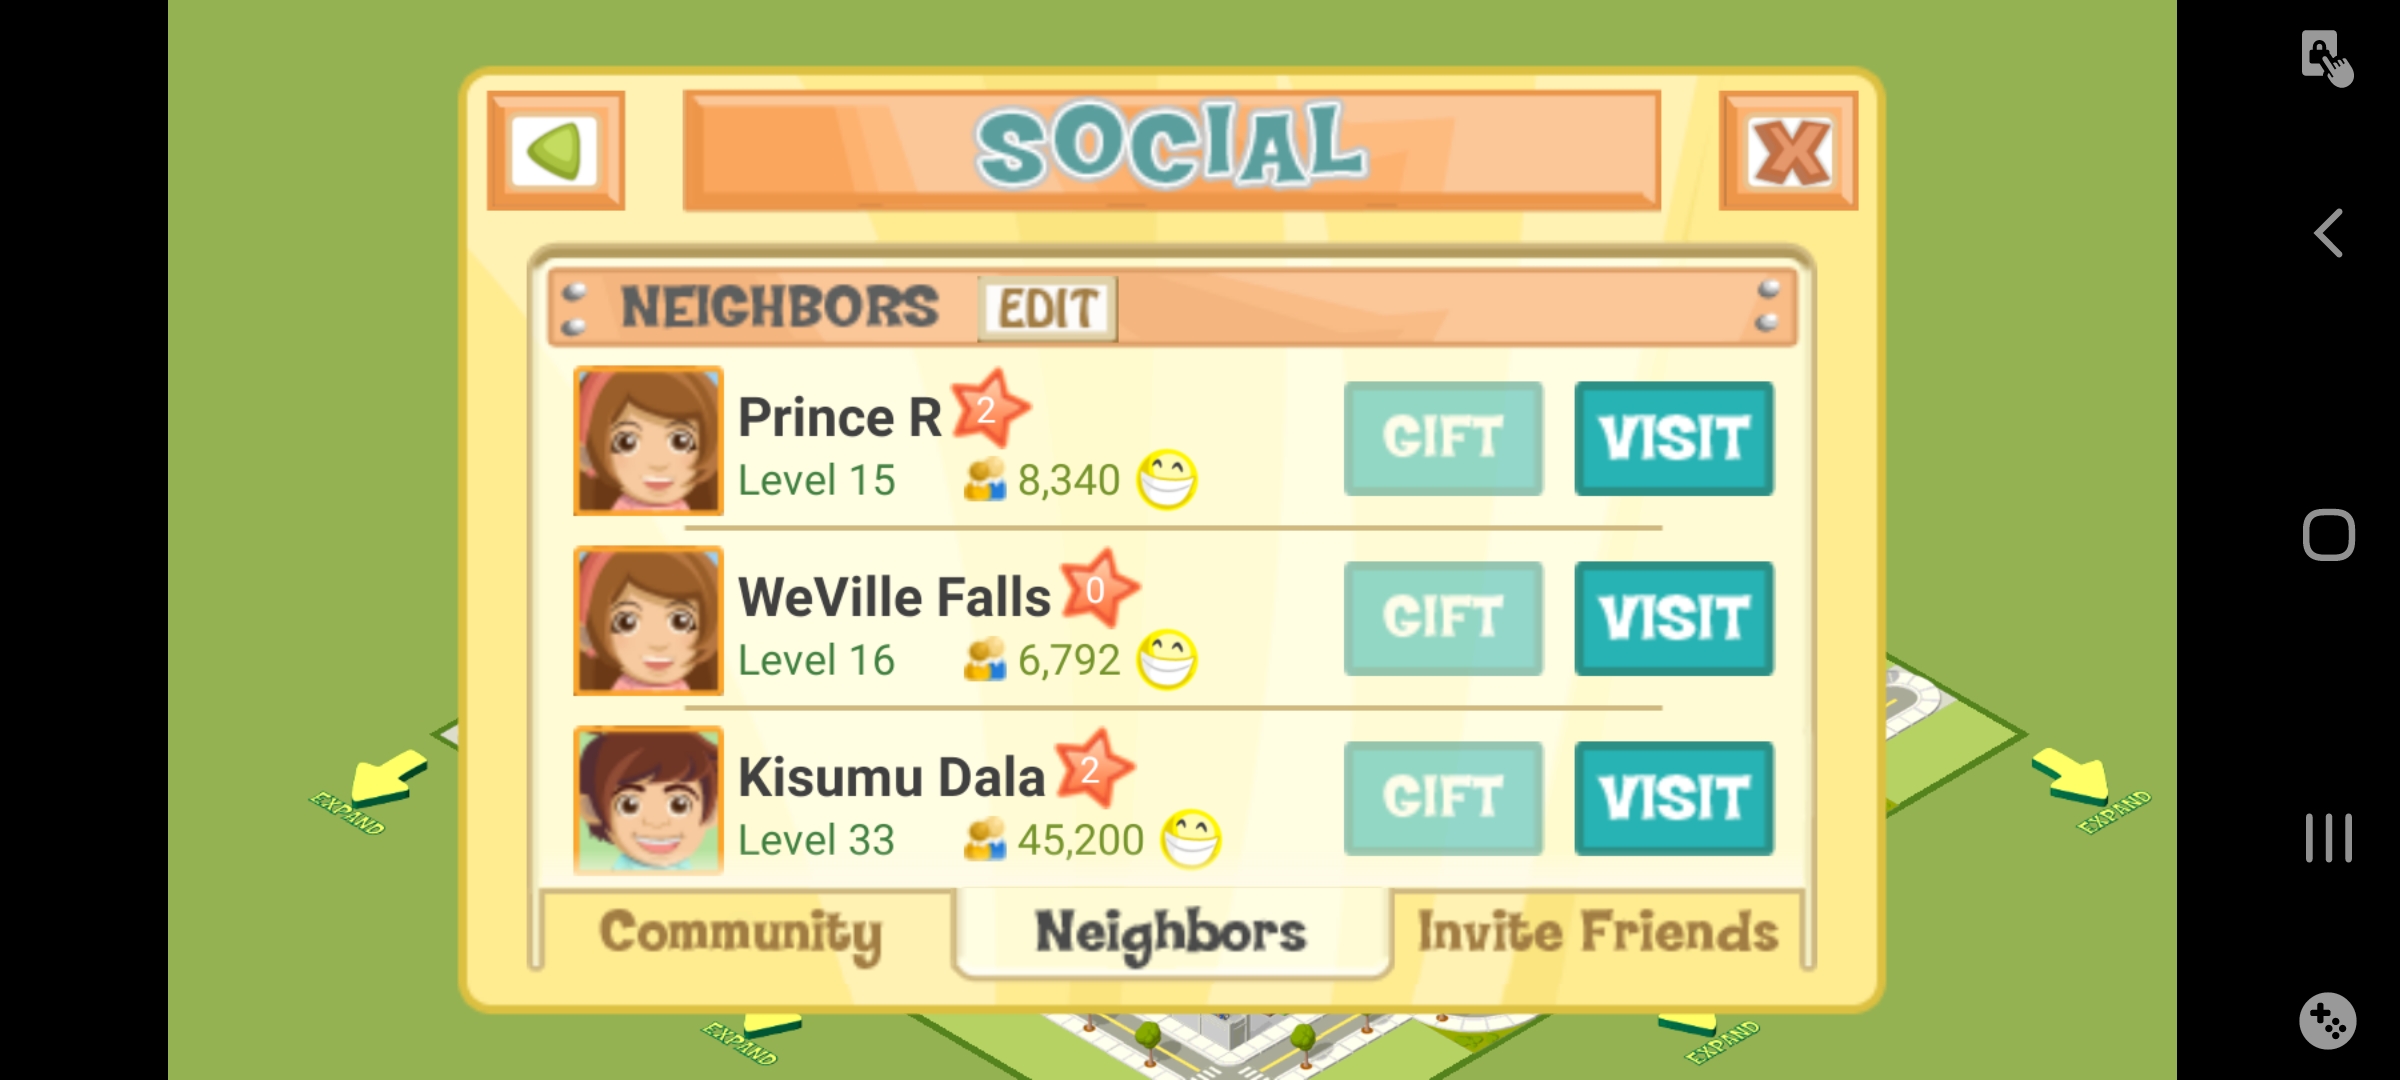 SOCIAL
NEIGHBORS EDIT
Prince R 2
Level 15 8,340
GIFT VISIT
WeVille Falls 0
Level 16 6,792
GIFT VISIT
Kisumu Dala 2
Level 33 45,200
GIFT VISIT
EXPAND
EXPAND
Community Neighbors Invite Friends
EXPAND
EXPAND